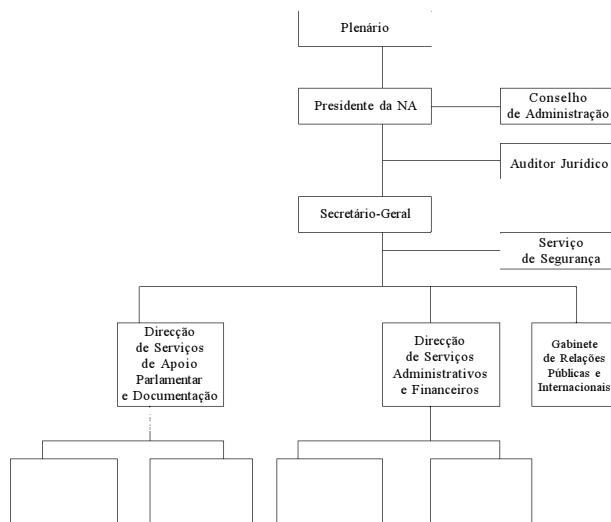 Plenário
Presidente da NA
Conselho
de Administração
Auditor Jurídico
Secretário-Geral
Serviço
de Segurança
Direcção
de Serviços
de Apoio
Parlamentar
e Documentação
Direcção
de Serviços
Administrativos
e Financeiros
Gabinete
de Relações
Públicas e
Internacionais